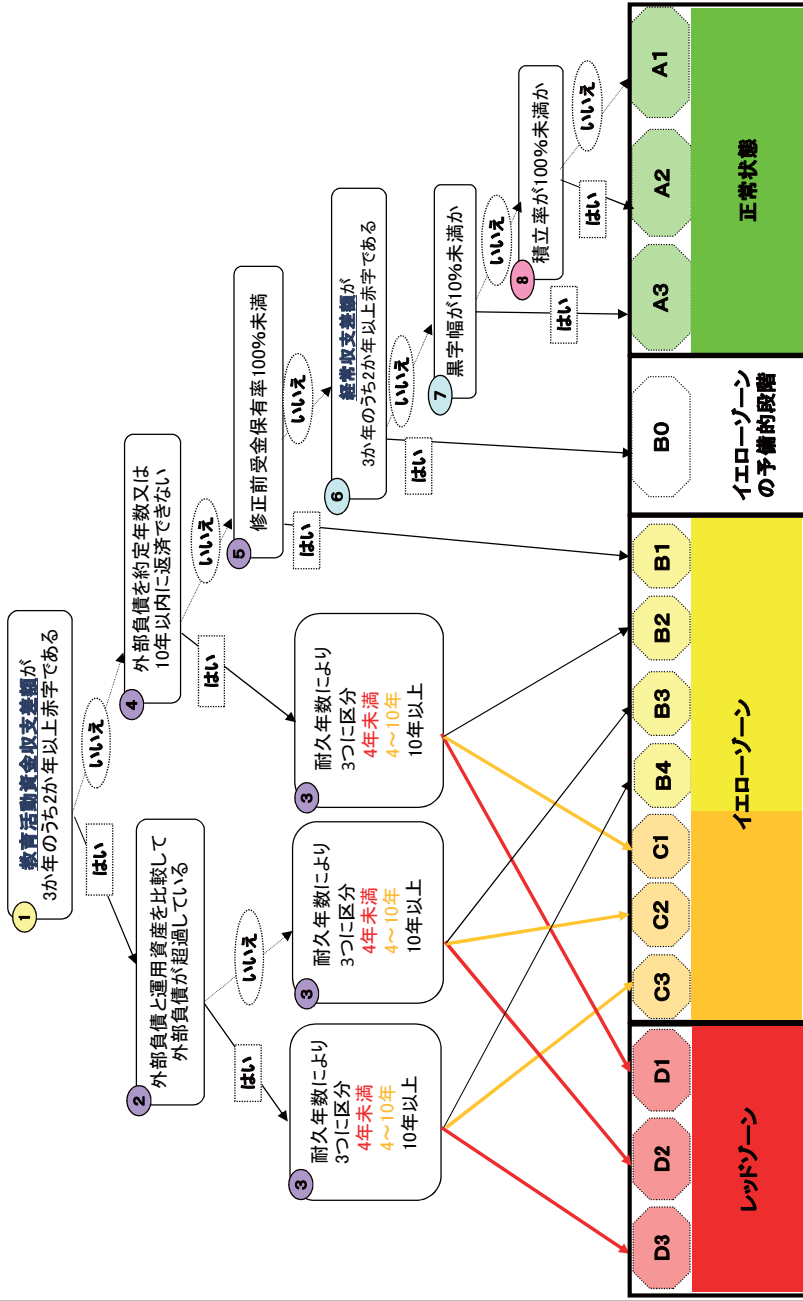 1
教育活動資金収支差額が
3か年のうち2か年以上赤字である
はい
いいえ
2
外部負債と運用資産を比較して
外部負債が超過している
はい
いいえ
4
外部負債を約定年数又は
10年以内に返済できない
はい
いいえ
3
耐久年数により
3つに区分
4年未満
4～10年
10年以上
3
耐久年数により
3つに区分
4年未満
4～10年
10年以上
3
耐久年数により
3つに区分
4年未満
4～10年
10年以上
5
修正前受金保有率100%未満
はい
いいえ
6
経常収支差額が
3か年のうち2か年以上赤字である
はい
いいえ
7
黒字幅が10%未満か
はい
いいえ
8
積立率が100%未満か
はい
いいえ
D3
D2
D1
C3
C2
C1
B4
B3
B2
B1
B0
A3
A2
A1
レッドゾーン
イエローゾーン
イエローゾーン
の予備的段階
正常状態